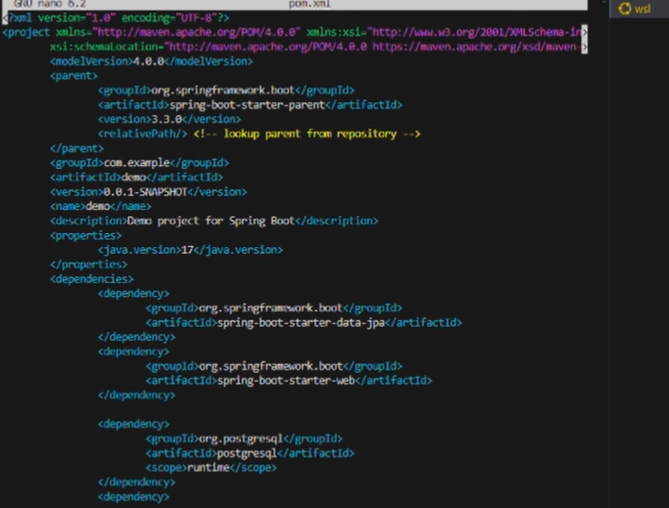 GNU nano 6.2 pom.xml
wsl
<?xml version="1.0" encoding="UTF-8"?>
<project xmlns="http://maven.apache.org/POM/4.0.0" xmlns:xsi="http://www.w3.org/2001/XMLSchema-in>
xsi:schemaLocation="http://maven.apache.org/POM/4.0.0 https://maven.apache.org/xsd/maven->
<modelVersion>4.0.0</modelVersion>
<parent>
<groupId>org.springframework.boot</groupId>
<artifactId>spring-boot-starter-parent</artifactId>
<version>3.3.0</version>
<relativePath/> <!-- lookup parent from repository -->
</parent>
<groupId>com.example</groupId>
<artifactId>demo</artifactId>
<version>0.0.1-SNAPSHOT</version>
<name>demo</name>
<description>Demo project for Spring Boot</description>
<properties>
<java.version>17</java.version>
</properties>
<dependencies>
<dependency>
<groupId>org.springframework.boot</groupId>
<artifactId>spring-boot-starter-data-jpa</artifactId>
</dependency>
<dependency>
<groupId>org.springframework.boot</groupId>
<artifactId>spring-boot-starter-web</artifactId>
</dependency>
<dependency>
<groupId>org.postgresql</groupId>
<artifactId>postgresql</artifactId>
<scope>runtime</scope>
</dependency>
<dependency>